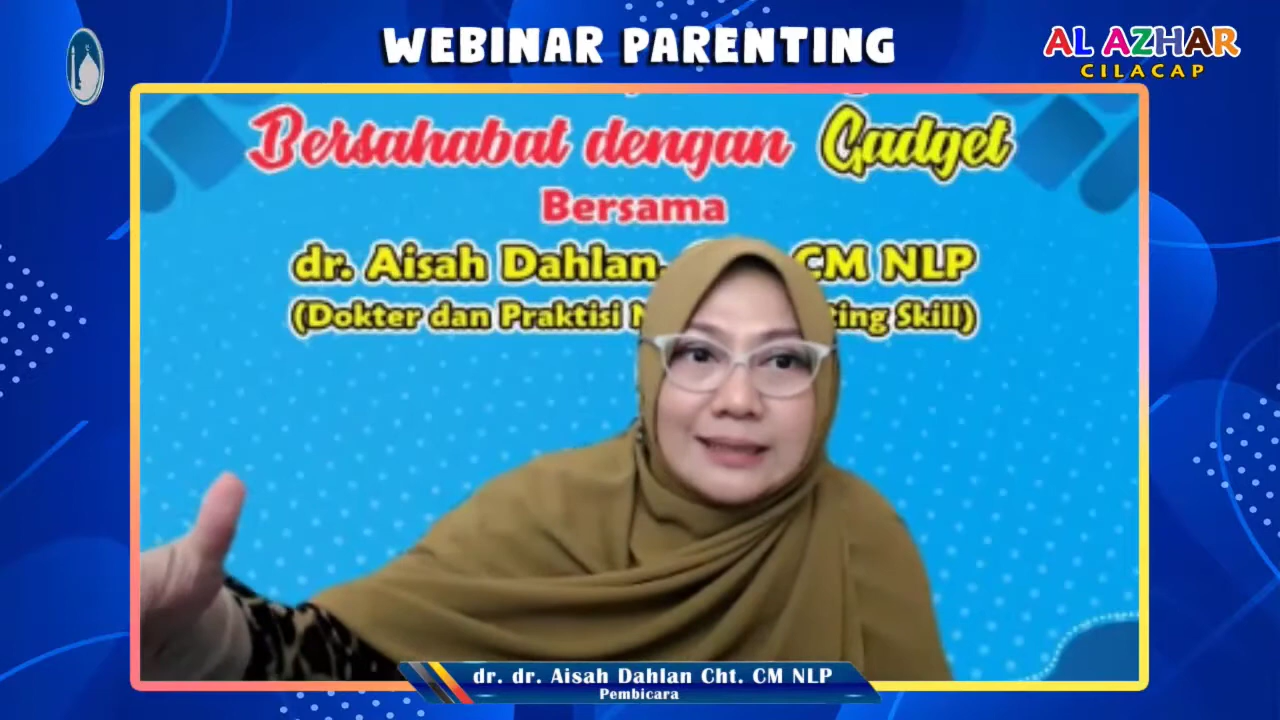 WEBINAR PARENTING
AL AZHAR
CILACAP
Bersahabat dengan Gadget
Bersama
dr. Aisah Dahlan, CM NLP
(Dokter dan Praktisi ting Skill)
dr. dr. Aisah Dahlan Cht. CM NLP
Pembicara